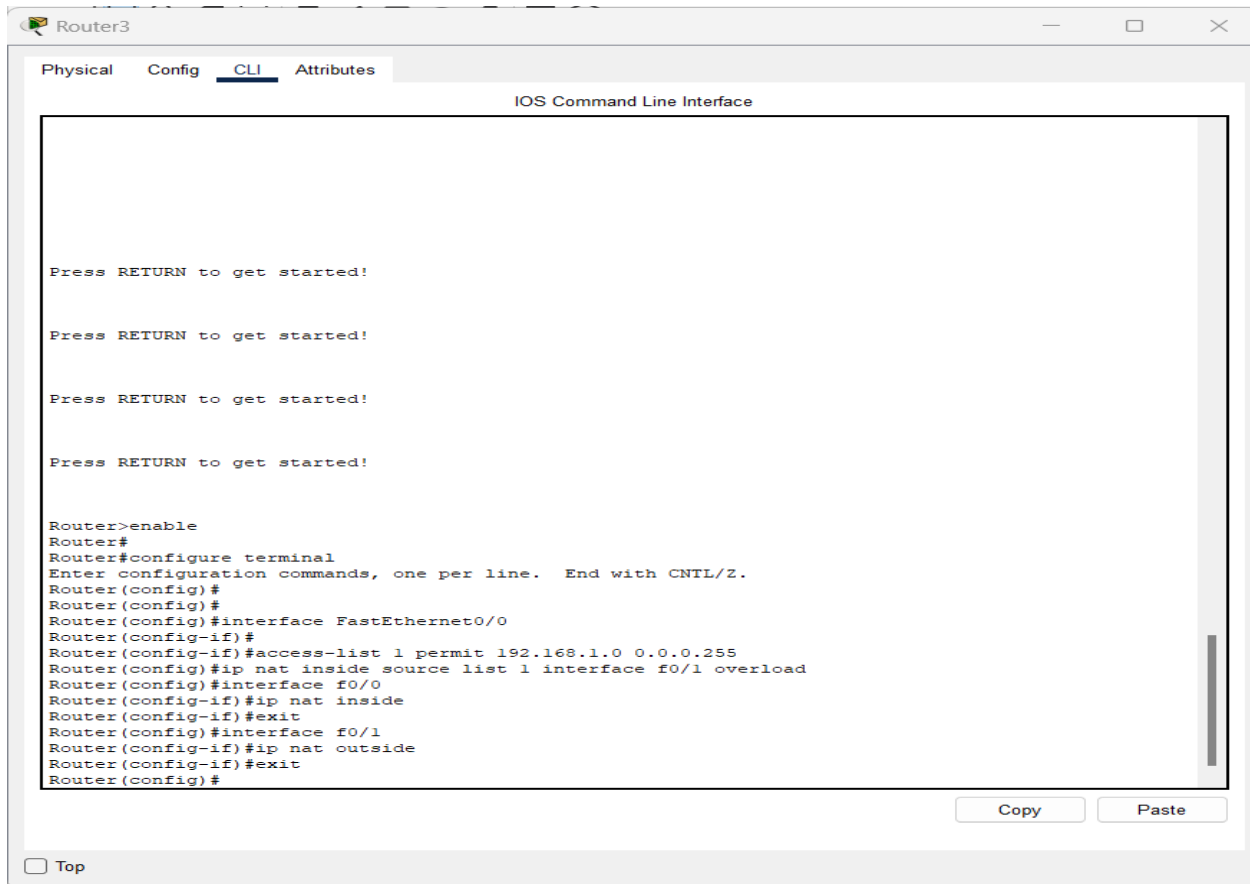 Router3
Physical Config CLI Attributes
IOS Command Line Interface
Press RETURN to get started!
Press RETURN to get started!
Press RETURN to get started!
Press RETURN to get started!
Router>enable
Router#
Router#configure terminal
Enter configuration commands, one per line.  End with CNTL/Z.
Router(config)#
Router(config)#
Router(config)#interface FastEthernet0/0
Router(config-if)#
Router(config-if)#access-list 1 permit 192.168.1.0 0.0.0.255
Router(config)#ip nat inside source list 1 interface f0/1 overload
Router(config)#interface f0/0
Router(config-if)#ip nat inside
Router(config-if)#exit
Router(config)#interface f0/1
Router(config-if)#ip nat outside
Router(config-if)#exit
Router(config)#
Copy Paste
Top